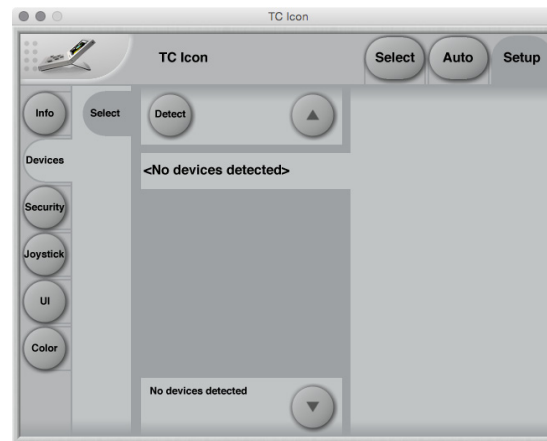 TC Icon
TC Icon
Select
Auto
Setup
Info
Select
Detect
Devices
<No devices detected>
Security
Joystick
UI
Color
No devices detected